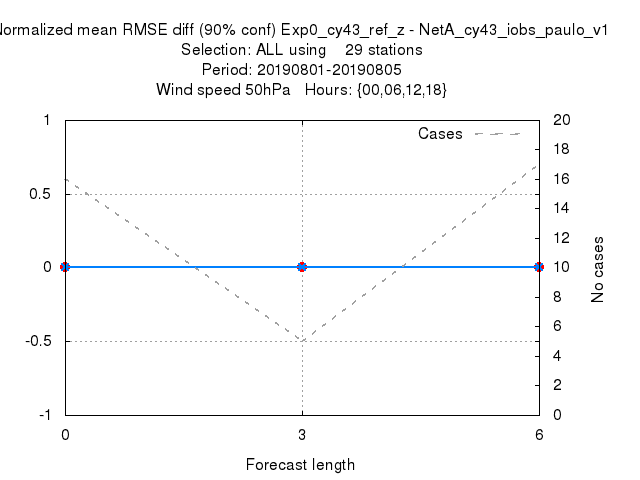 Normalized mean RMSE diff (90% conf) Exp0_cy43_ref_z - NetA_cy43_iobs_paulo_v1
Selection: ALL using 29 stations
Period: 20190801-20190805
Wind speed 50hPa Hours: {00,06,12,18}
Cases
1
0.5
0
-0.5
-1
20
18
16
14
12
10
8
6
4
2
0
No cases
0 3 6
Forecast length